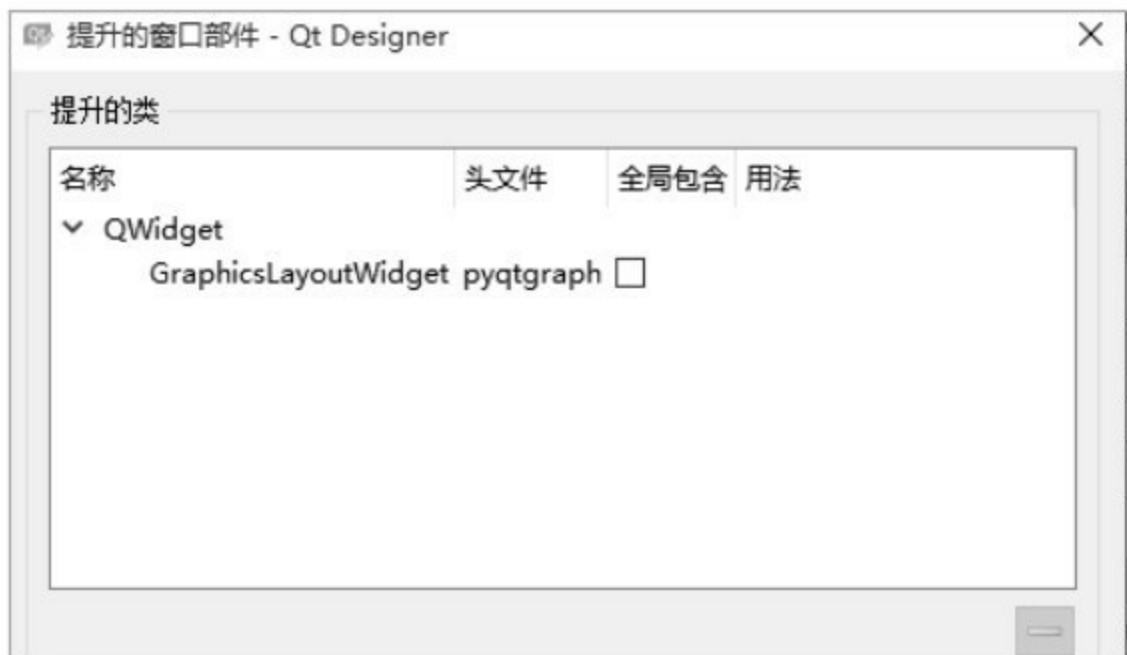 提升的窗口部件 - Qt Designer
提升的类
名称 头文件 全局包含 用法
QWidget
GraphicsLayoutWidget pyqtgraph